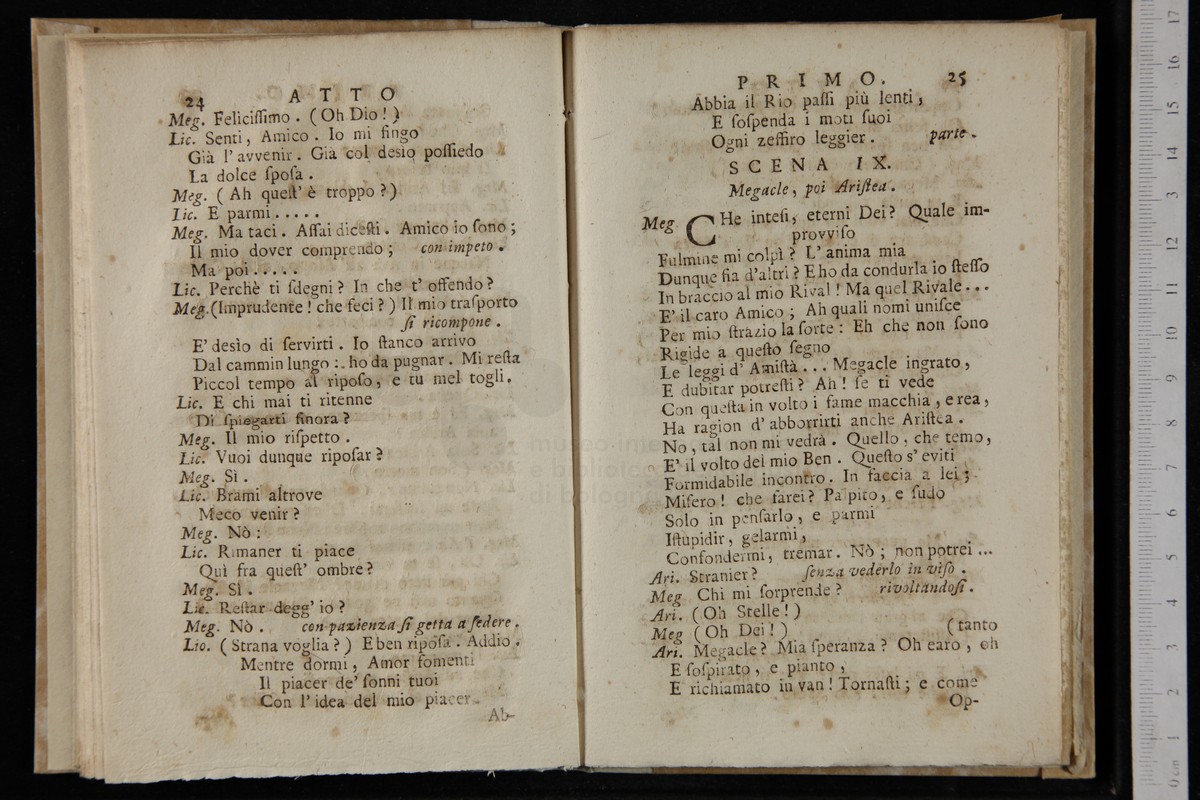 24 ATTO
Meg. Feliciſſimo. (Oh Dio!)
Lic. Senti, Amico. Io mi fingo
Già l'avvenir. Già col desio poſſiedo
La dolce ſpoſa.
Meg. (Ah queſt' è troppo?)
Lic. E parmi.....
Meg. Ma taci. Aſſai diceſti. Amico io ſono;
Il mio dover comprendo; con impeto.
Ma poi.....
Lic. Perchè ti ſdegni? In che t' offendo?
Meg. (Imprudente! che feci?) Il mio traſporto
ſi ricompone.
E' desìo di ſervirti. Io ſtanco arrivo
Dal cammin lungo:. ho da pugnar. Mi reſta
Piccol tempo al ripoſo, e tu mel togli.
Lic. E chi mai ti ritenne
Di ſpiegarti finora?
Meg. Il mio riſpetto.
Lic. Vuoi dunque ripoſar?
Meg. Sì.
Lic. Brami altrove
Meco venir?
Meg. Nò:
Lic. Rimaner ti piace
Quì fra queſt' ombre?
Meg. Sì.
Lic. Reſtar degg' io?
Meg. Nò. con pazienza ſi getta a ſedere.
Lio. (Strana voglia?) E ben ripoſa. Addio.
Mentre dormi, Amor fomenti
Il piacer de' ſonni tuoi
Con l'idea del mio piacer.
Ab-
PRIMO. 25
Abbia il Rio paſſi più lenti,
E ſoſpenda i moti ſuoi
Ogni zeffiro leggier. parte.
SCENA IX.
Megacle, poi Ariſtea.
Meg CHe inteſi, eterni Dei? Quale im-
provviſo
Fulmine mi colpì? L' anima mia
Dunque ſia d'altri? E ho da condurla io ſteſſo
In braccio al mio Rival! Ma quel Rivale...
E' il caro Amico; Ah quali nomi uniſce
Per mio ſtrazio la ſorte: Eh che non ſono
Rigide a queſto ſegno
Le leggi d' Amiſtà... Megacle ingrato,
E dubitar potreſti? Ah! ſe ti vede
Con queſta in volto i fame macchia, e rea,
Ha ragion d' abborrirti anche Ariſtea.
No, tal non mi vedrà. Quello, che temo,
E' il volto del mio Ben. Queſto s' eviti
Formidabile incontro. In faccia a lei;
Miſero! che farei? Palpito, e ſudo
Solo in penſarlo, e parmi
Iſtupidir, gelarmi,
Confondermi, tremar. Nò; non potrei...
Ari. Stranier? ſenza vederlo in viſo.
Meg Chi mi ſorprende? rivoltandoſi.
Ari. (Oh Stelle!)
Meg (Oh Dei!) (tanto
Ari. Megacle? Mia ſperanza? Oh caro, oh
E ſoſpirato, e pianto,
E richiamato in van! Tornaſti; e come
Op-